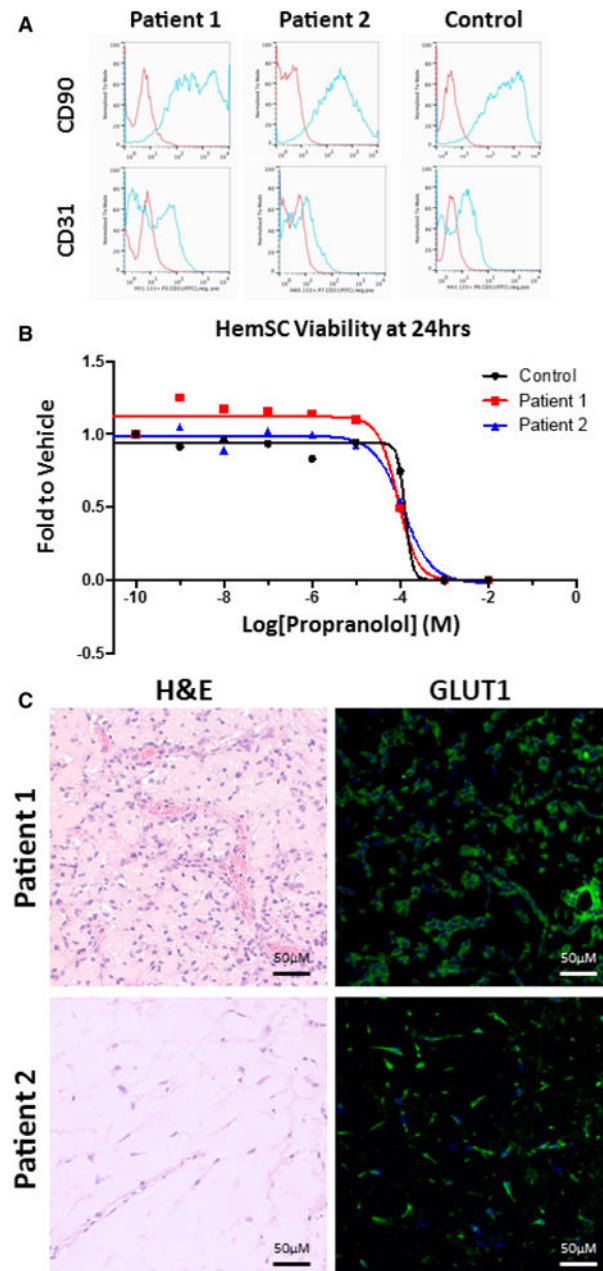 A
Patient 1
Patient 2
Control
CD90
CD31
B
HemSC Viability at 24hrs
Control
Patient 1
Patient 2
Fold to Vehicle
1.5
1.0
0.5
0.0
-0.5
-10
-8
-6
-4
-2
0
Log[Propranolol] (M)
C
H&E
GLUT1
Patient 1
50μM
50μM
Patient 2
50μM
50μM